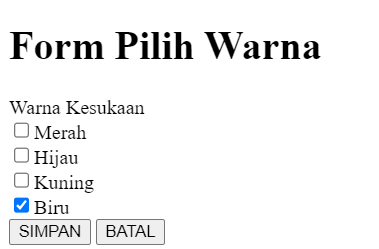 Form Pilih Warna
Warna Kesukaan
Merah
Hijau
Kuning
Biru
SIMPAN BATAL